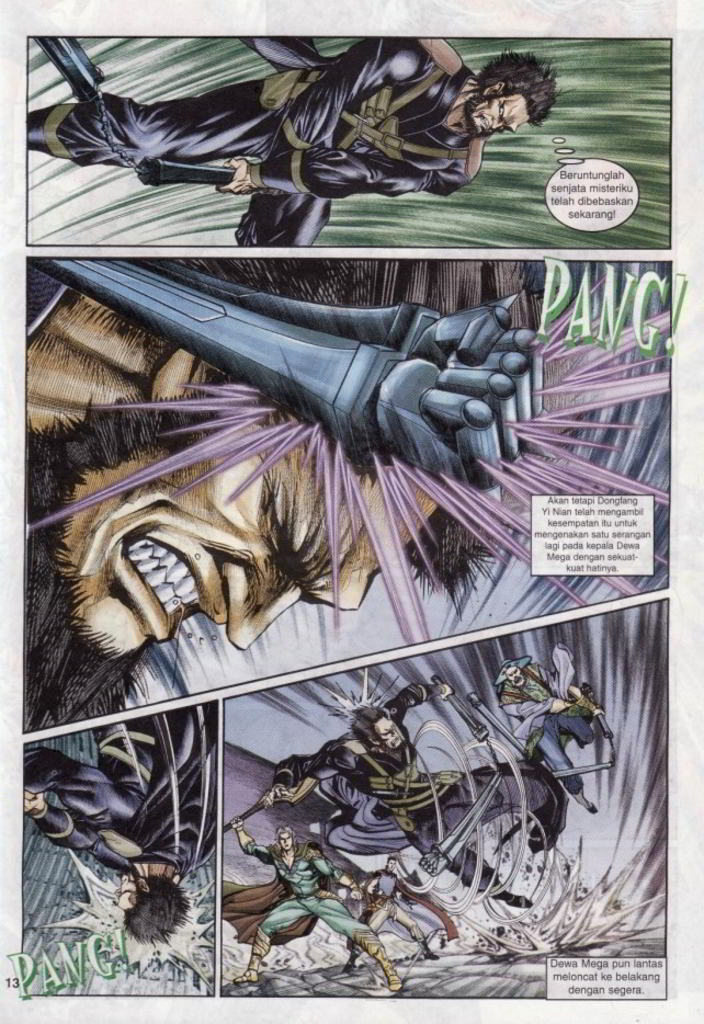 Beruntunglah
senjata misteriku
telah dibebaskan
sekarang!
PANG!
Akan tetapi Dongfang
Yi Nian telah mengambil
kesempatan itu untuk
mengenakan satu serangan
lagi pada kepala Dewa
Mega dengan sekuat-
kuat hatinya.
PANG!
Dewa Mega pun lantas
meloncat ke belakang
dengan segera.
13